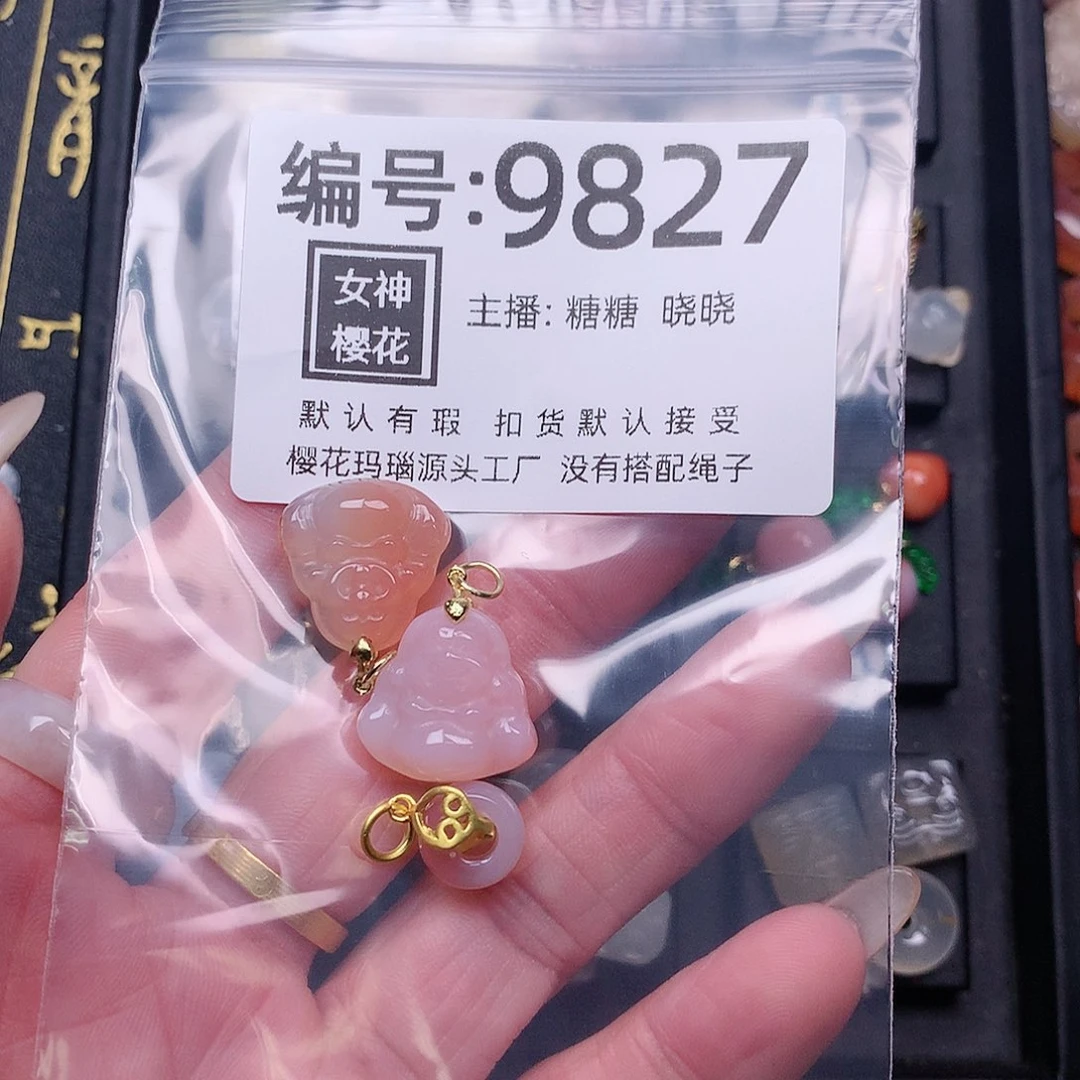 编号:9827
女神
樱花
主播: 糖糖 晓晓
默认有瑕 扣货默认接受
樱花玛瑙源头工厂 没有搭配绳子